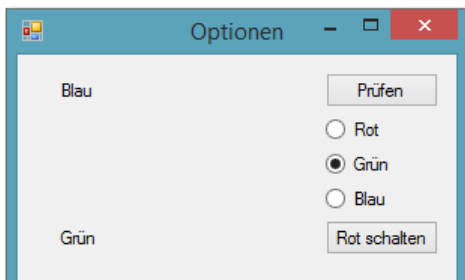 Optionen
Blau Prüfen
Rot
Grün
Blau
Grün Rot schalten